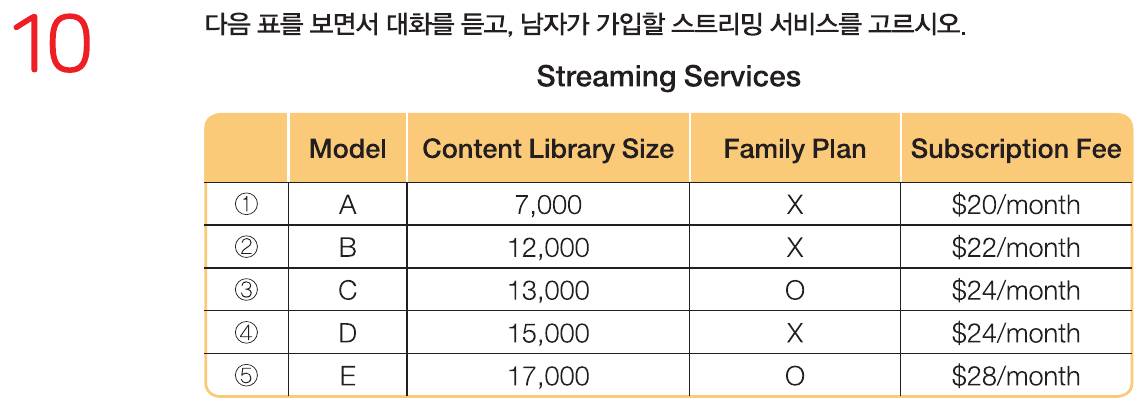 10
다음 표를 보면서 대화를 듣고, 남자가 가입할 스트리밍 서비스를 고르시오.
Streaming Services
Model Content Library Size Family Plan Subscription Fee
① A 7,000 X $20/month
② B 12,000 X $22/month
③ C 13,000 O $24/month
④ D 15,000 X $24/month
⑤ E 17,000 O $28/month